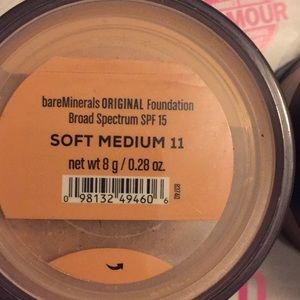 MOUR
bareMinerals ORIGINAL Foundation
Broad Spectrum SPF 15
SOFT MEDIUM 11
net wt 8 g / 0.28 oz.
0 98132 49460 6